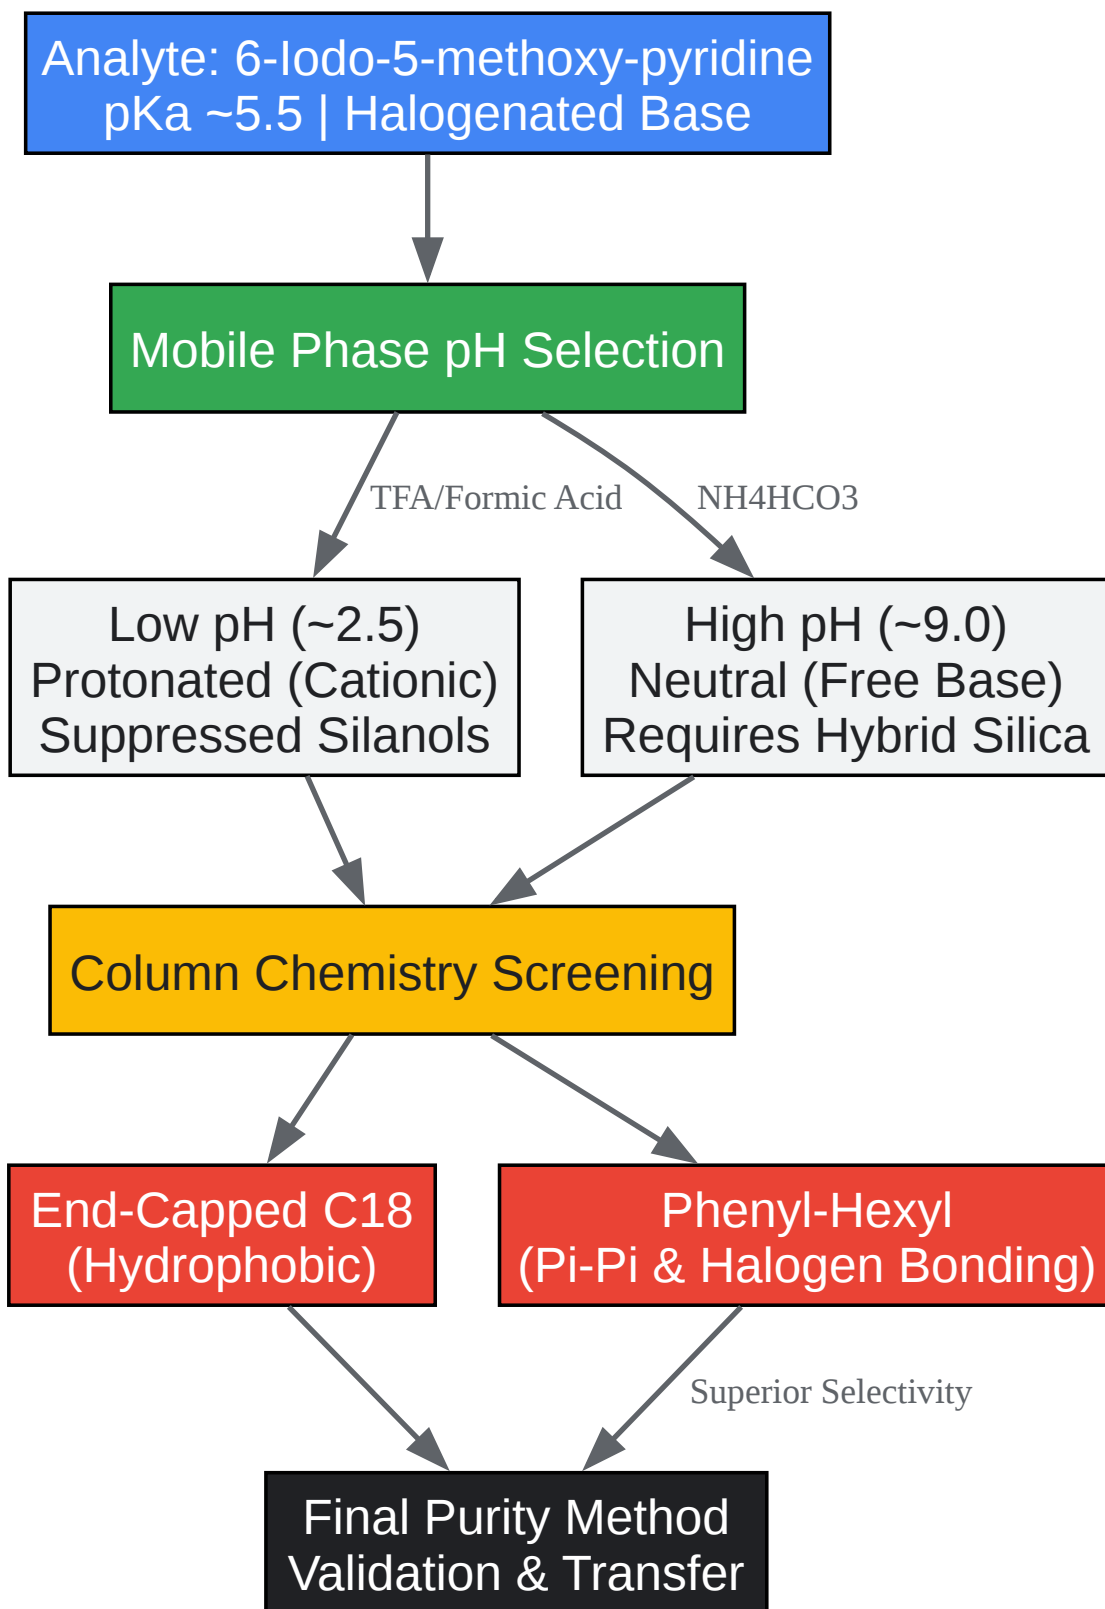 Analyte: 6-Iodo-5-methoxy-pyridine
pKa ~5.5 | Halogenated Base
Mobile Phase pH Selection
TFA/Formic Acid
NH4HCO3
Low pH (~2.5)
Protonated (Cationic)
Suppressed Silanols
High pH (~9.0)
Neutral (Free Base)
Requires Hybrid Silica
Column Chemistry Screening
End-Capped C18
(Hydrophobic)
Phenyl-Hexyl
(Pi-Pi & Halogen Bonding)
Superior Selectivity
Final Purity Method
Validation & Transfer